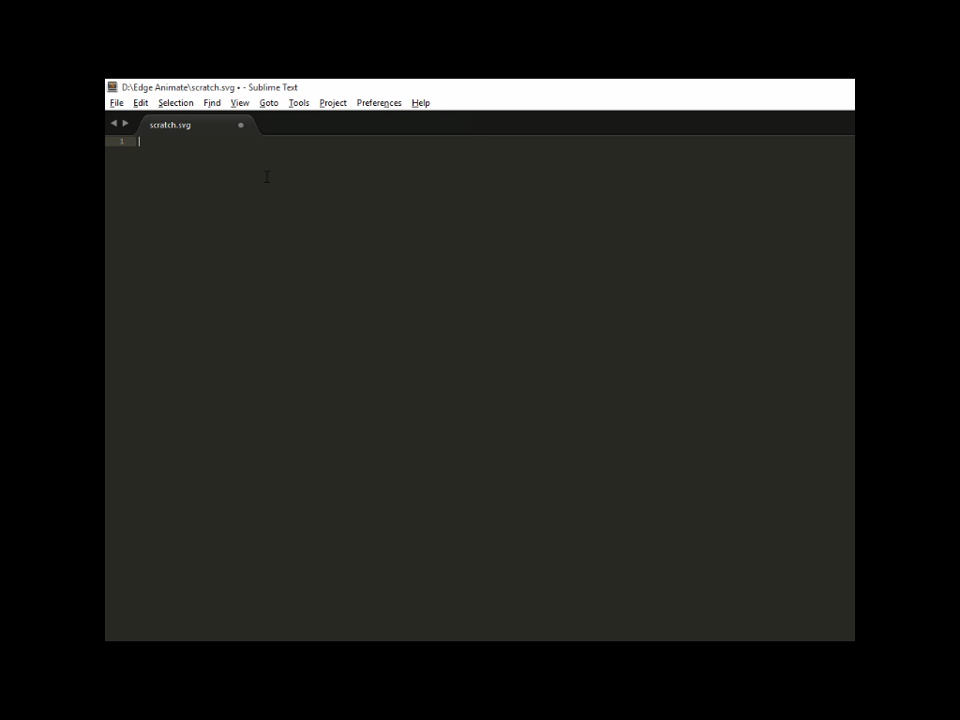 D:\Edge Animate\scratch.svg • - Sublime Text
File Edit Selection Find View Goto Tools Project Preferences Help
scratch.svg
1